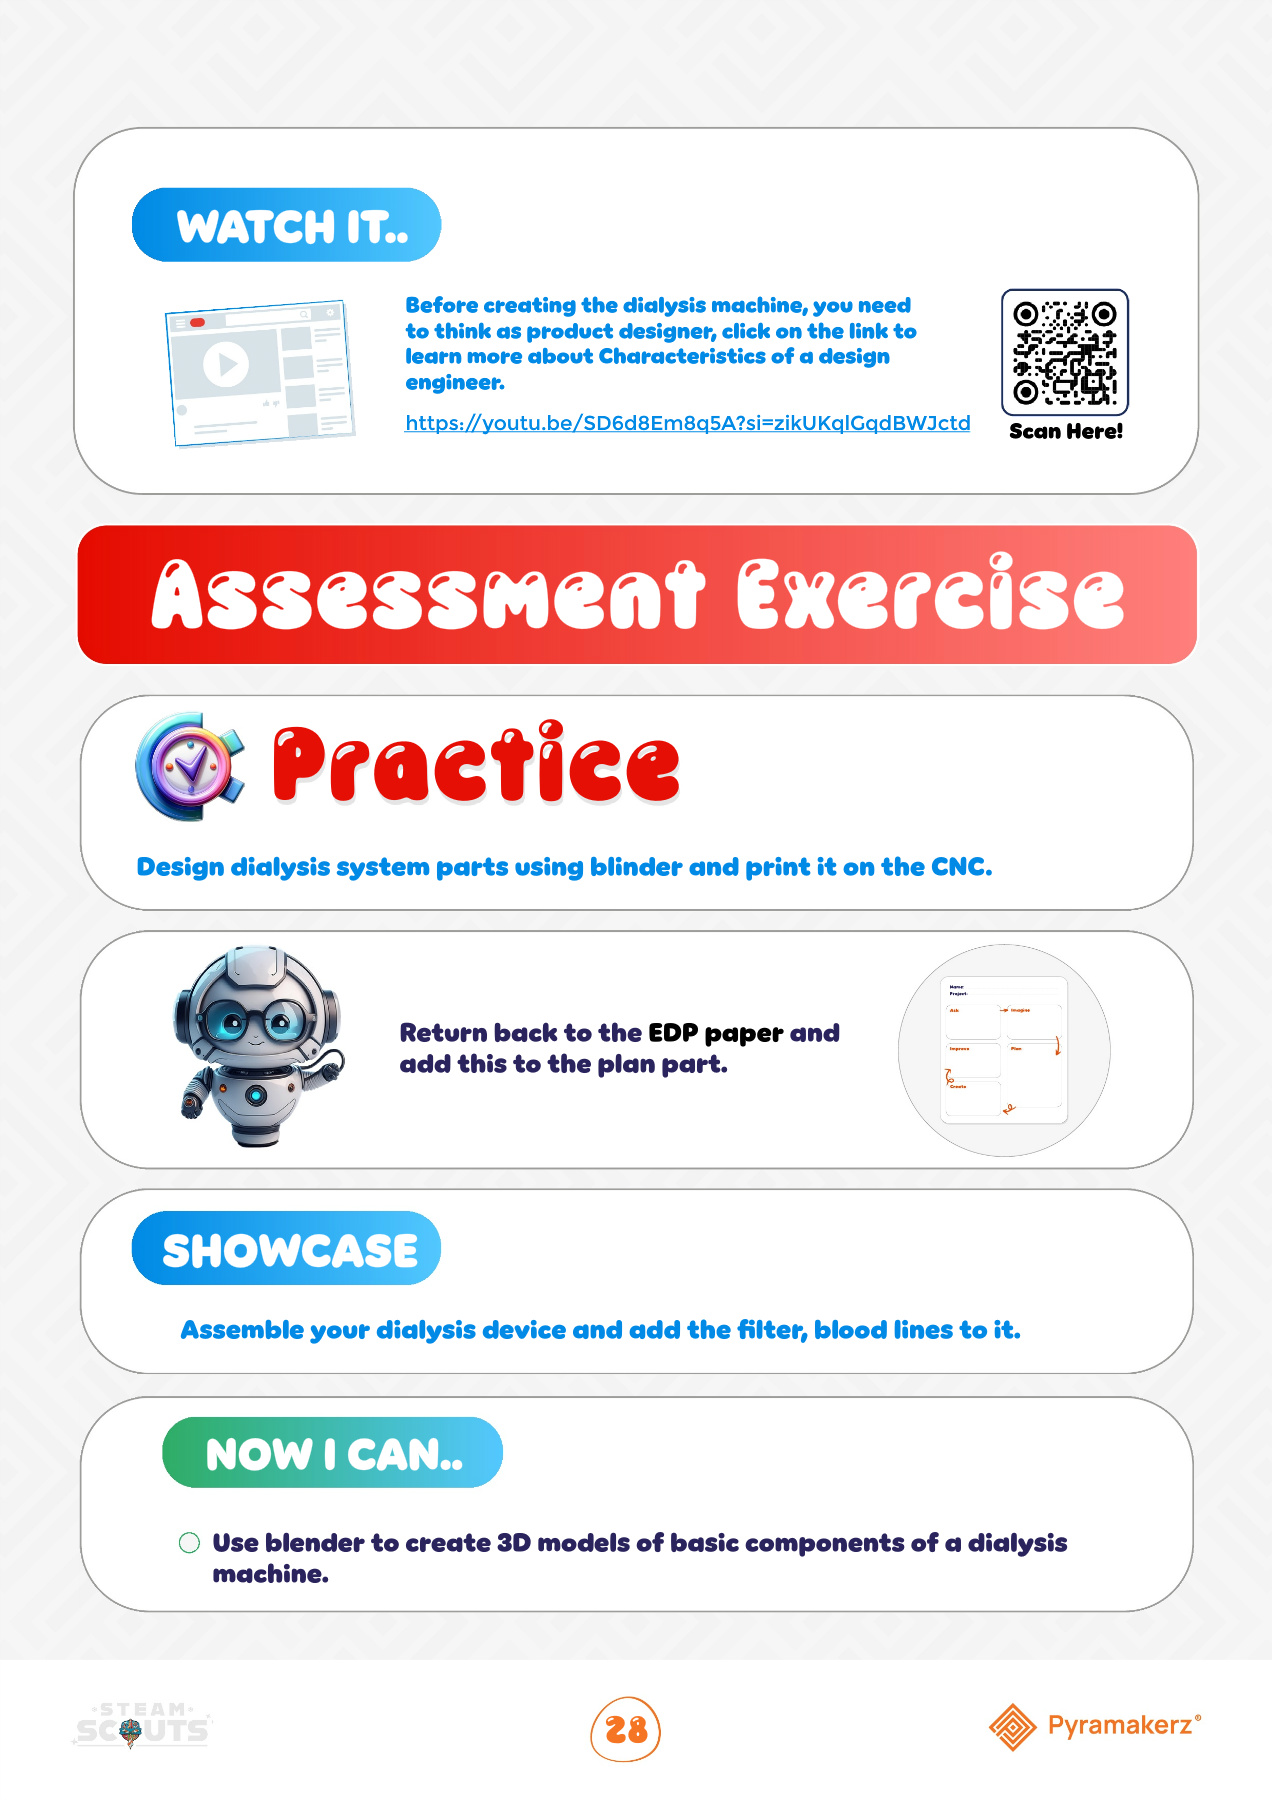 WATCH IT..
Before creating the dialysis machine, you need
to think as product designer, click on the link to
learn more about Characteristics of a design
engineer.
https://youtu.be/SD6d8Em8q5A?si=zikUKqlGqdBWJctd
Scan Here!
Assessment Exercise
Practice
Design dialysis system parts using blinder and print it on the CNC.
Return back to the EDP paper and
add this to the plan part.
Name:
Project:
Ask
Imagine
Improve
Plan
Create
SHOWCASE
Assemble your dialysis device and add the filter, blood lines to it.
NOW I CAN..
Use blender to create 3D models of basic components of a dialysis
machine.
STEAM
SCOUTS
28
Pyramakerz®